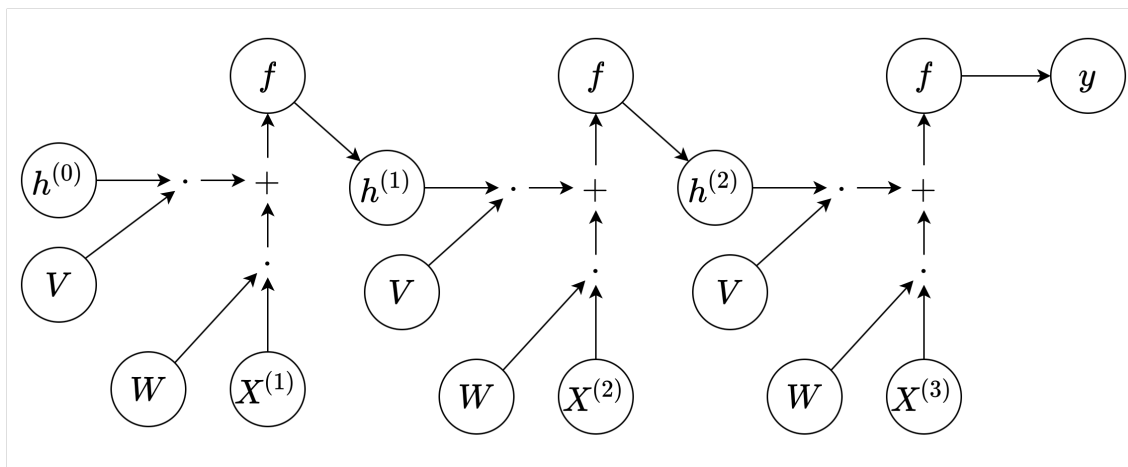 f f f y
h^{(0)} · + h^{(1)} · + h^{(2)} · +
V · V · V ·
W X^{(1)} W X^{(2)} W X^{(3)}